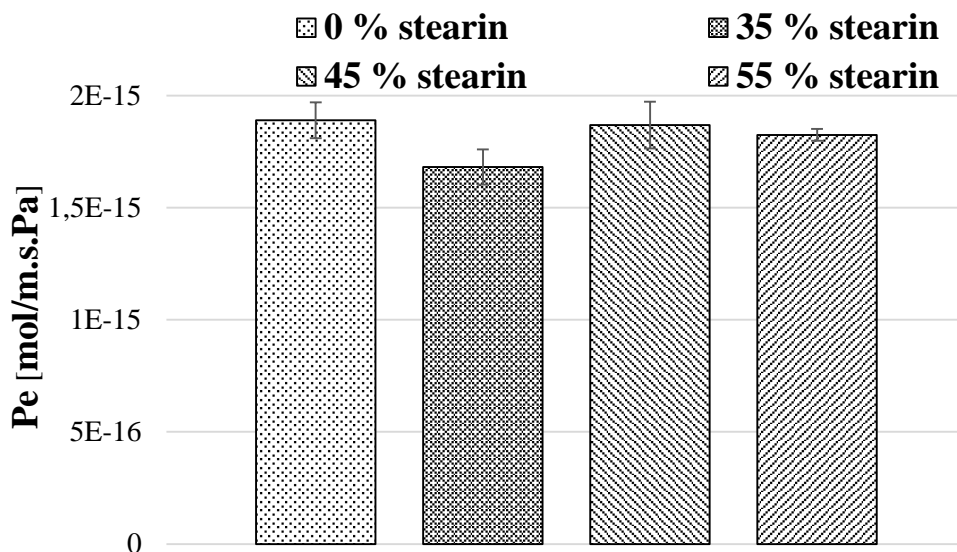 0 % stearin 35 % stearin
45 % stearin 55 % stearin
2E-15
1,5E-15
1E-15
5E-16
0
Pe [mol/m.s.Pa]